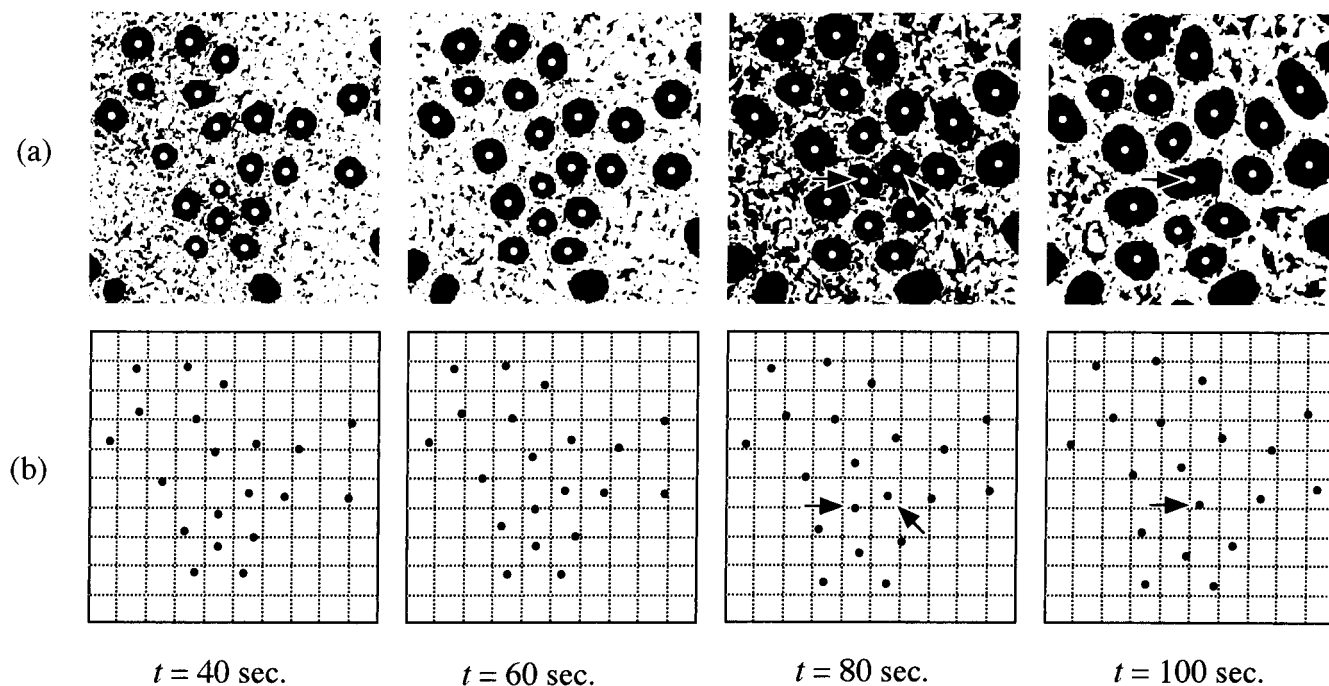 (a)
(b)
t = 40 sec.
t = 60 sec.
t = 80 sec.
t = 100 sec.